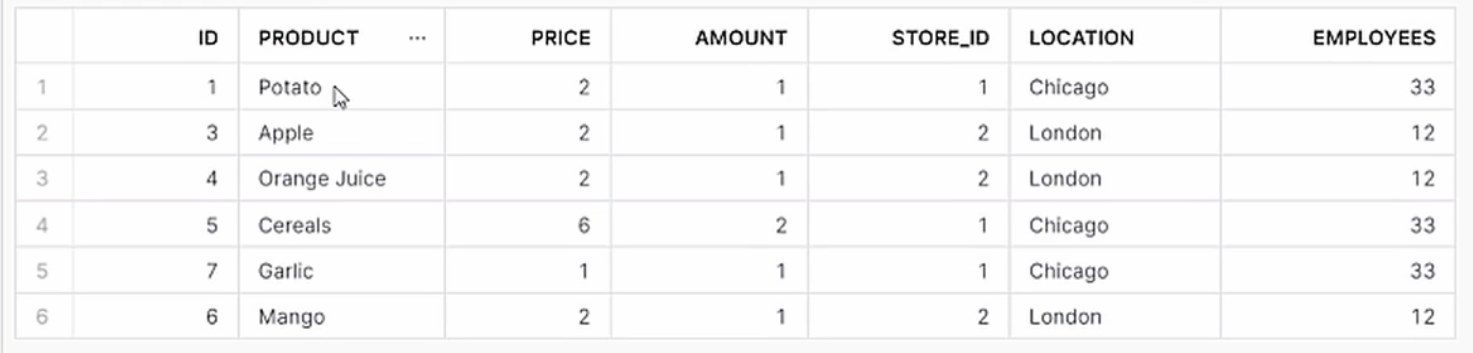 ID PRODUCT ... PRICE AMOUNT STORE_ID LOCATION EMPLOYEES
1 1 Potato 2 1 1 Chicago 33
2 3 Apple 2 1 2 London 12
3 4 Orange Juice 2 1 2 London 12
4 5 Cereals 6 2 1 Chicago 33
5 7 Garlic 1 1 1 Chicago 33
6 6 Mango 2 1 2 London 12